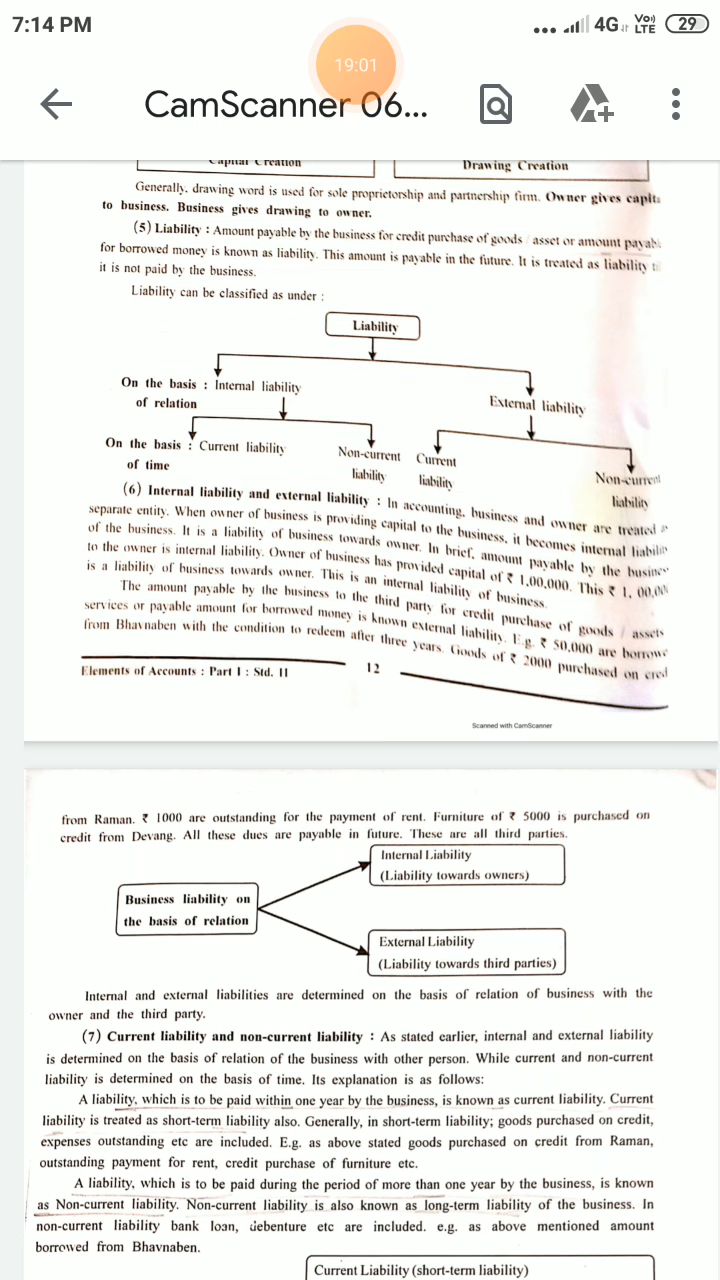 7:14 PM
4G Vo) LTE 29
19:01
CamScanner 06...
Capital Creation
Drawing Creation
Generally, drawing word is used for sole proprietorship and partnership firm. Owner gives
to business. Business gives drawing to owner.
(5) Liability : Amount payable by the business for credit purchase of goods / asset or amount
for borrowed money is known as liability. This amount is payable in the future. It is treated as liability
it is not paid by the business.
Liability can be classified as under :
Liability
On the basis : Internal liability
of relation
External liability
On the basis : Current liability
of time
Non-current liability
Current liability
Non-current liability
(6) Internal liability and external liability : In accounting, business and owner are treated
separate entity. When owner of business is providing capital to the business, it becomes internal
of the business. It is a liability of business towards owner. In brief, amount payable by the
to the owner is internal liability. Owner of business has provided capital of ₹ 1,00,000. This ₹
is a liability of business towards owner. This is an internal liability of business.
The amount payable by the business to the third party for credit purchase of goods / assets
services or payable amount for borrowed money is known external liability. E.g. ₹ 50,000 are
from Bhavnaben with the condition to redeem after three years. Goods of ₹ 2000 purchased on
Elements of Accounts : Part I : Std. 11
12
Scanned with CamScanner
from Raman. ₹ 1000 are outstanding for the payment of rent. Furniture of ₹ 5000 is purchased on
credit from Devang. All these dues are payable in future. These are all third parties.
Internal Liability
(Liability towards owners)
Business liability on
the basis of relation
External Liability
(Liability towards third parties)
Internal and external liabilities are determined on the basis of relation of business with the
owner and the third party.
(7) Current liability and non-current liability : As stated earlier, internal and external liability
is determined on the basis of relation of the business with other person. While current and non-current
liability is determined on the basis of time. Its explanation is as follows:
A liability, which is to be paid within one year by the business, is known as current liability. Current
liability is treated as short-term liability also. Generally, in short-term liability; goods purchased on credit,
expenses outstanding etc are included. E.g. as above stated goods purchased on credit from Raman,
outstanding payment for rent, credit purchase of furniture etc.
A liability, which is to be paid during the period of more than one year by the business, is known
as Non-current liability. Non-current liability is also known as long-term liability of the business. In
non-current liability bank loan, debenture etc are included. e.g. as above mentioned amount
borrowed from Bhavnaben.
Current Liability (short-term liability)